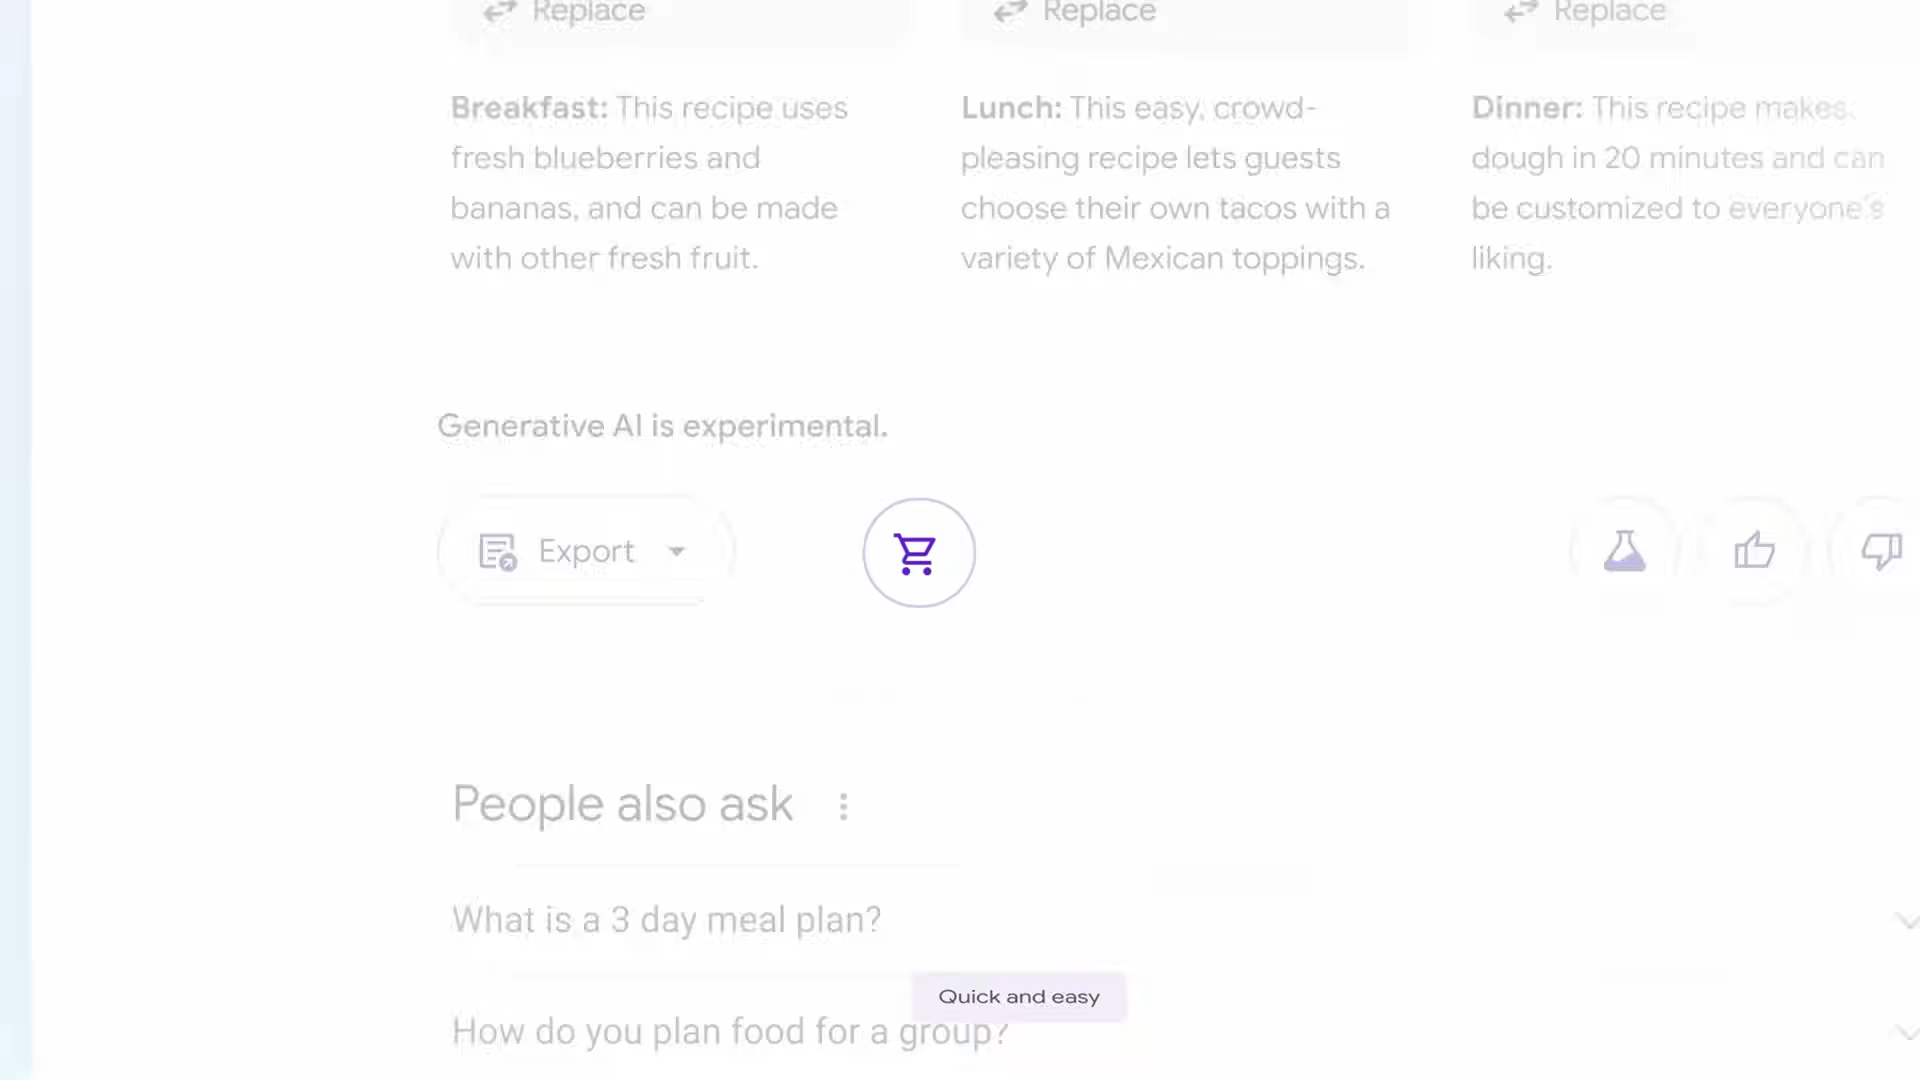 Replace
Replace
Replace
Breakfast: This recipe uses
fresh blueberries and
bananas, and can be made
with other fresh fruit.
Lunch: This easy, crowd-
pleasing recipe lets guests
choose their own tacos with a
variety of Mexican toppings.
Dinner: This recipe makes
dough in 20 minutes and can
be customized to everyone's
liking.
Generative AI is experimental.
Export
People also ask
What is a 3 day meal plan?
Quick and easy
How do you plan food for a group?